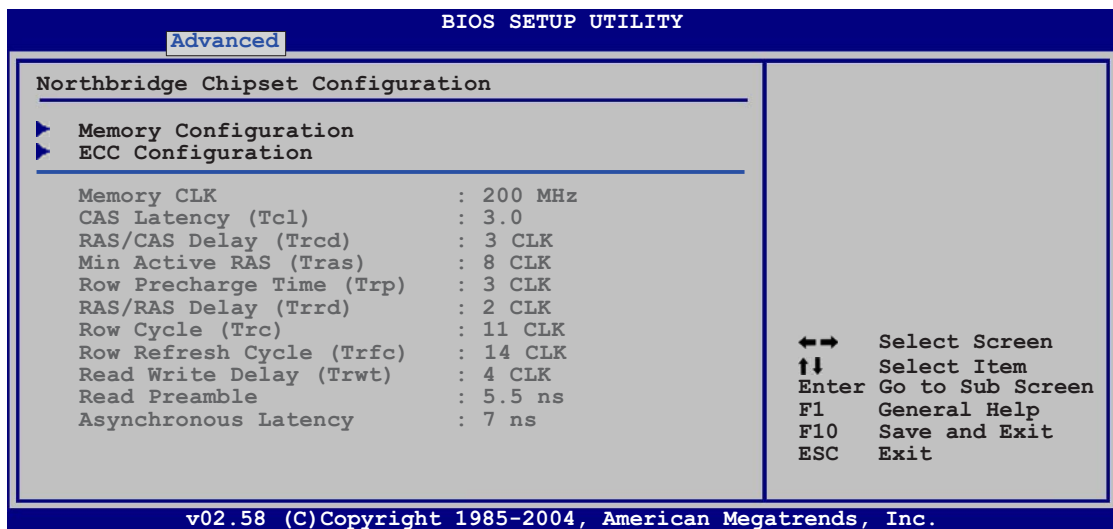 BIOS SETUP UTILITY
Advanced
Northbridge Chipset Configuration
Memory Configuration
ECC Configuration
Memory CLK : 200 MHz
CAS Latency (Tcl) : 3.0
RAS/CAS Delay (Trcd) : 3 CLK
Min Active RAS (Tras) : 8 CLK
Row Precharge Time (Trp) : 3 CLK
RAS/RAS Delay (Trrd) : 2 CLK
Row Cycle (Trc) : 11 CLK
Row Refresh Cycle (Trfc) : 14 CLK
Read Write Delay (Trwt) : 4 CLK
Read Preamble : 5.5 ns
Asynchronous Latency : 7 ns
←→ Select Screen
↑↓ Select Item
Enter Go to Sub Screen
F1 General Help
F10 Save and Exit
ESC Exit
v02.58 (C)Copyright 1985-2004, American Megatrends, Inc.